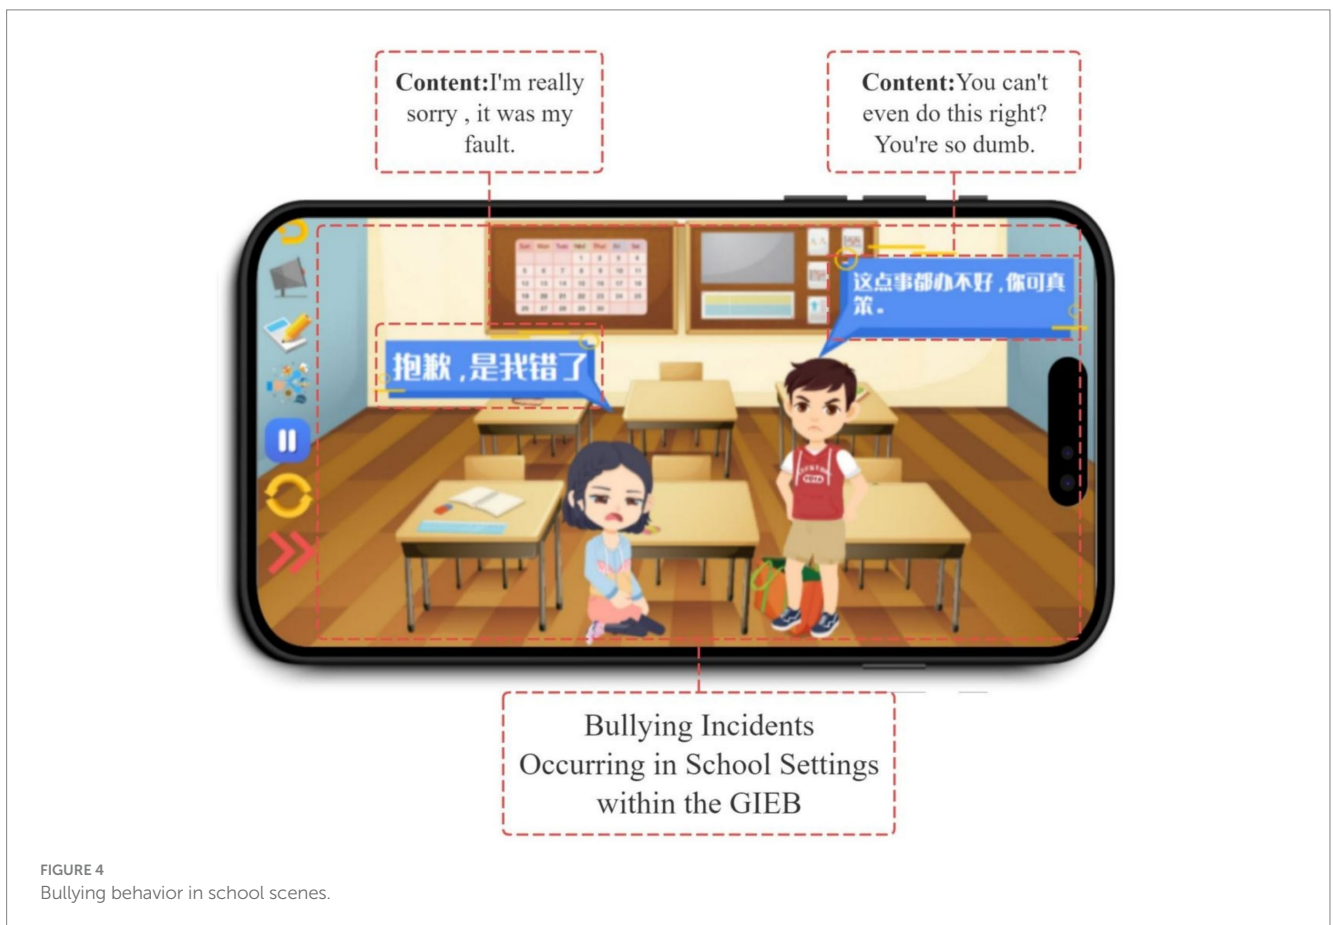 Content:I'm really
sorry , it was my
fault.
Content:You can't
even do this right?
You're so dumb.
这点事都办不好,你可真
笨。
抱歉,是我错了
Bullying Incidents
Occurring in School Settings
within the GIEB
FIGURE 4
Bullying behavior in school scenes.